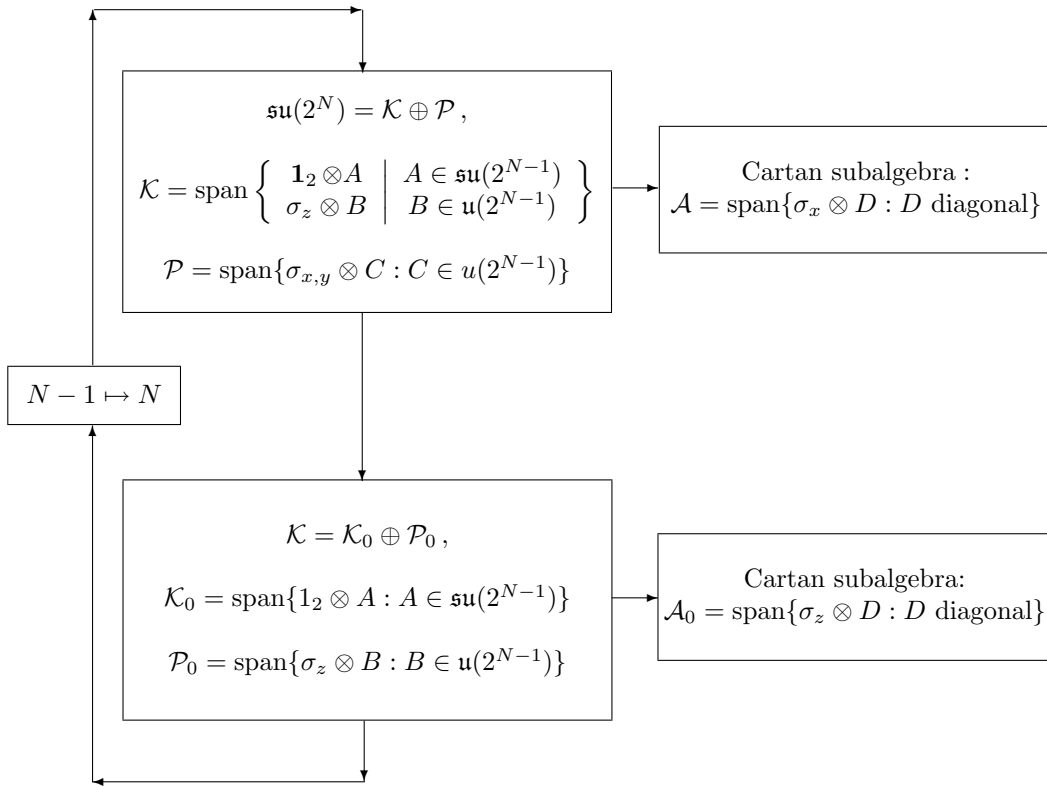 𝔰𝔲(2^N) = 𝒦 ⊕ 𝒫 ,
𝒦 = span { 𝟏₂ ⊗A | A ∈ 𝔰𝔲(2^{N−1})
σ_z ⊗ B | B ∈ 𝔲(2^{N−1}) }
𝒫 = span{σ_{x,y} ⊗ C : C ∈ u(2^{N−1})}
Cartan subalgebra :
𝒜 = span{σ_x ⊗ D : D diagonal}
N − 1 ↦ N
𝒦 = 𝒦₀ ⊕ 𝒫₀ ,
𝒦₀ = span{1₂ ⊗ A : A ∈ 𝔰𝔲(2^{N−1})}
𝒫₀ = span{σ_z ⊗ B : B ∈ 𝔲(2^{N−1})}
Cartan subalgebra:
𝒜₀ = span{σ_z ⊗ D : D diagonal}